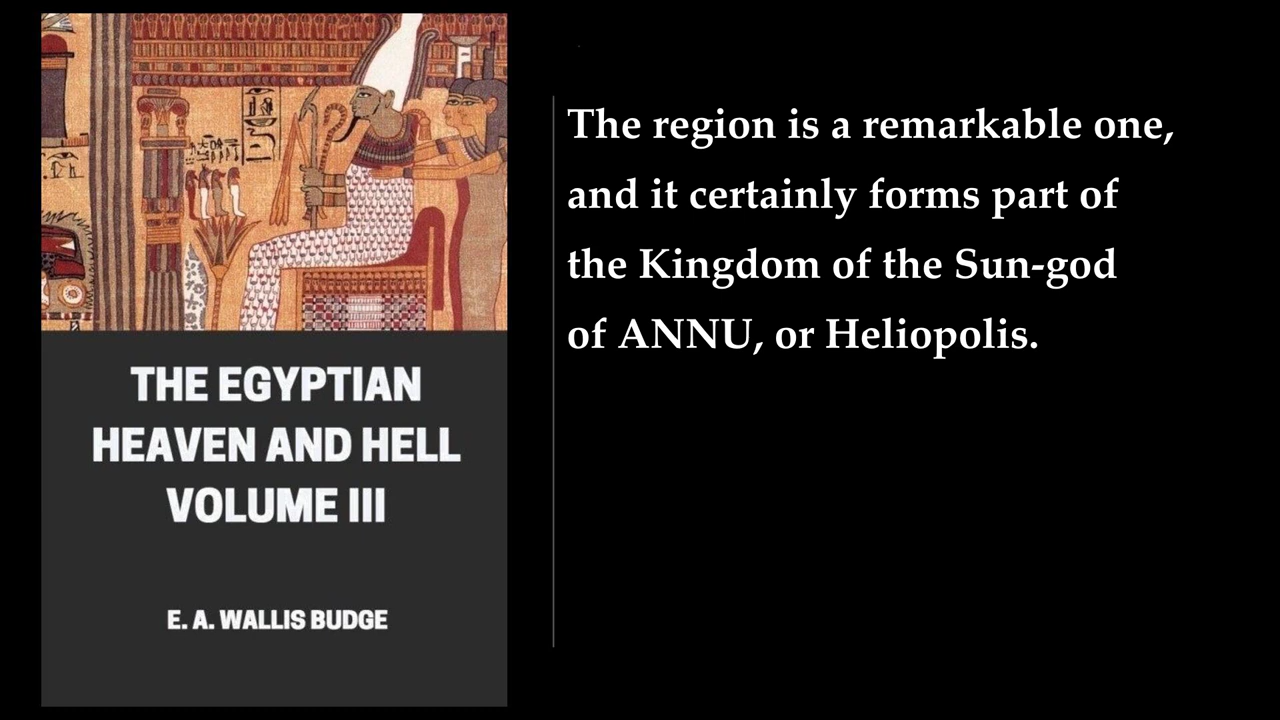 THE EGYPTIAN
HEAVEN AND HELL
VOLUME III
E. A. WALLIS BUDGE
The region is a remarkable one,
and it certainly forms part of
the Kingdom of the Sun-god
of ANNU, or Heliopolis.